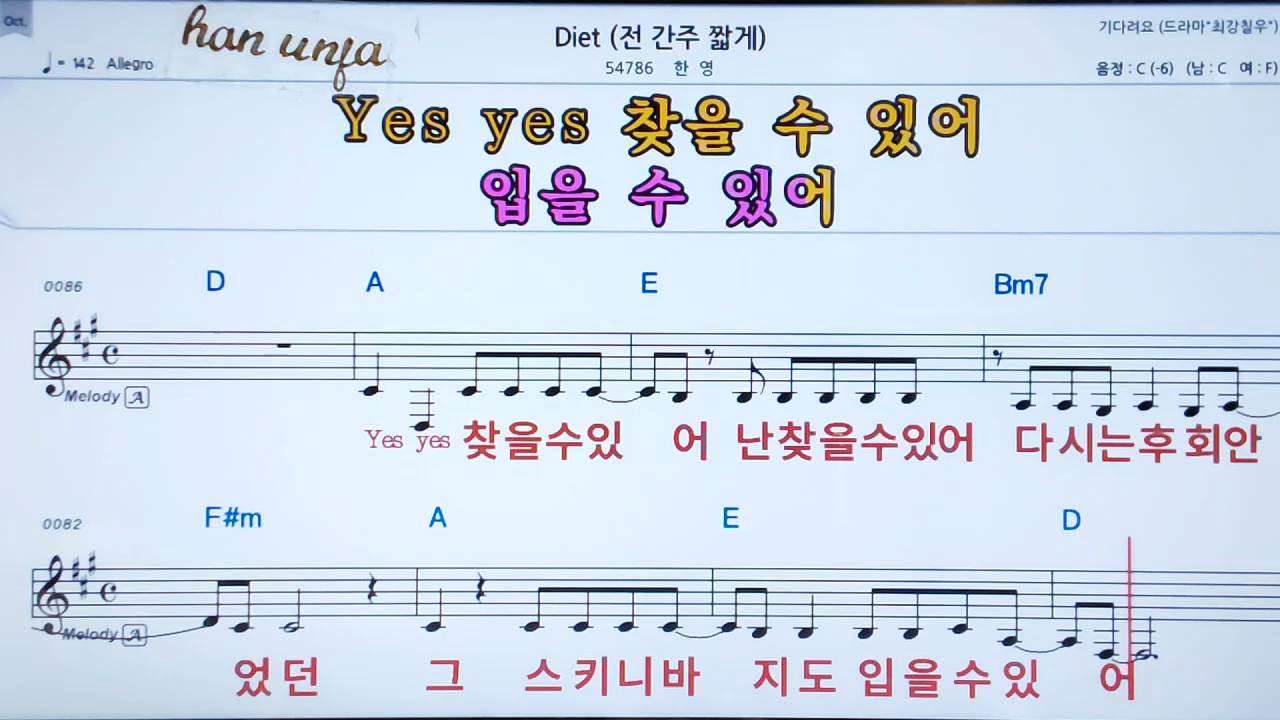 Oct.
han unja
Diet (전 간주 짧게)
기다려요 (드라마"최강칠우")
♩= 142 Allegro
54786 한 영
음정 : C (-6) (남 : C 여 : F)
Yes yes 찾을 수 있어
입을 수 있어
0086 D A E Bm7
Melody A
Yes yes 찾을수있 어 난찾을수있어 다시는후회안
0082 F#m A E D
Melody A
었던 그 스키니바 지도 입을수있 어